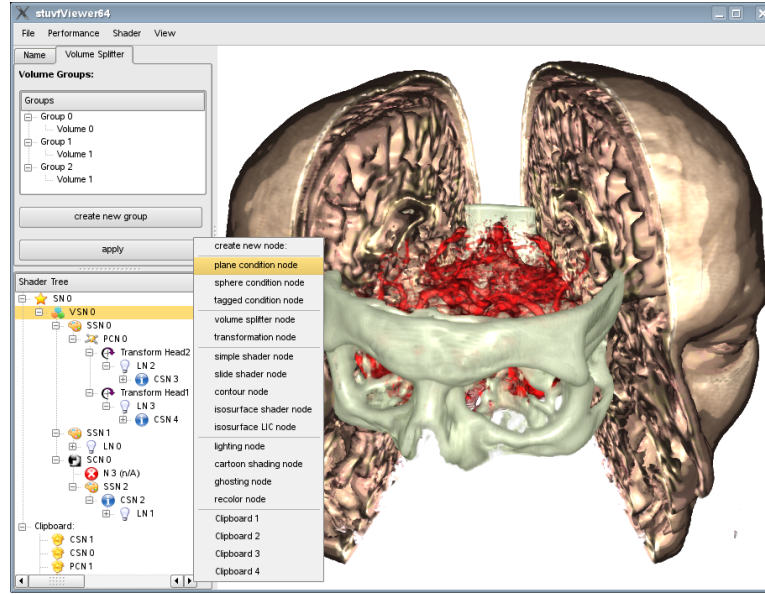 stuvfViewer64
File Performance Shader View
Name Volume Splitter
Volume Groups:
Groups
Group 0
Volume 0
Group 1
Volume 1
Group 2
Volume 1
create new group
apply
Shader Tree
SN 0
VSN 0
SSN 0
PCN 0
Transform Head2
LN 2
CSN 3
Transform Head1
LN 3
CSN 4
SSN 1
LN 0
SCN 0
N 3 (n/A)
SSN 2
CSN 2
LN 1
Clipboard:
CSN 1
CSN 0
PCN 1
create new node:
plane condition node
sphere condition node
tagged condition node
volume splitter node
transformation node
simple shader node
slide shader node
contour node
isosurface shader node
isosurface LIC node
lighting node
cartoon shading node
ghosting node
recolor node
Clipboard 1
Clipboard 2
Clipboard 3
Clipboard 4